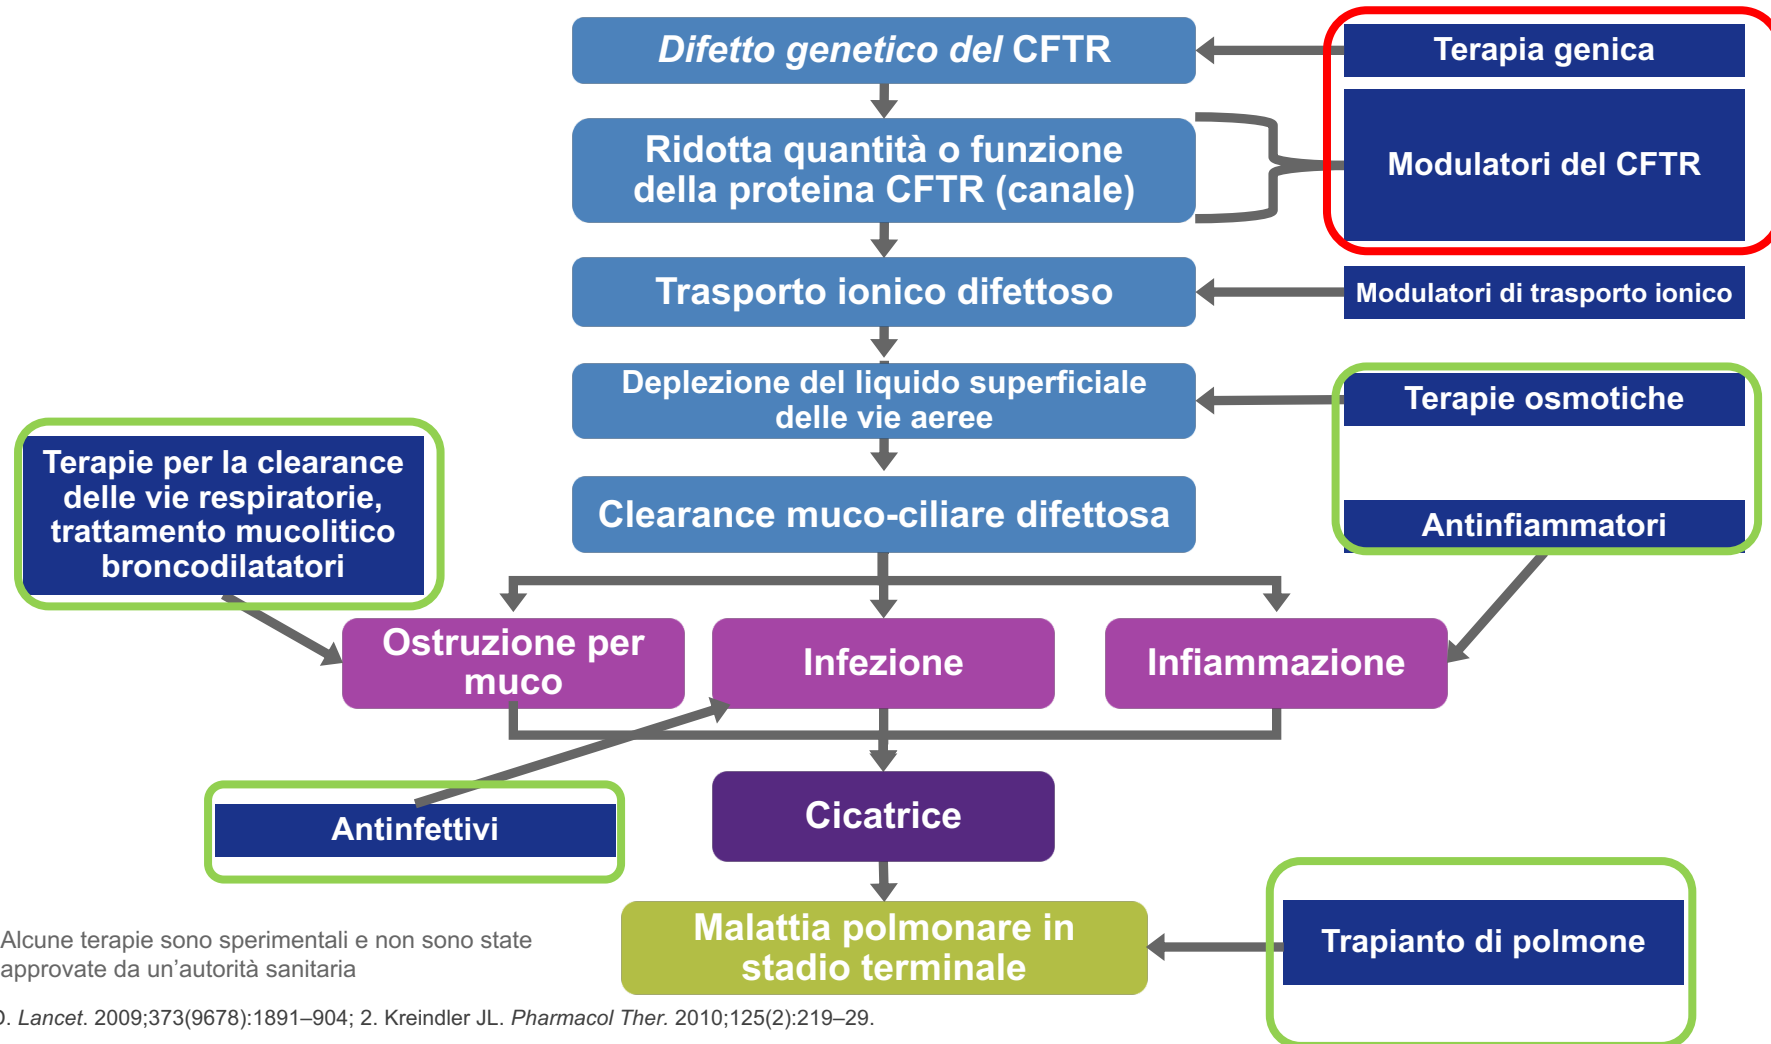 Difetto genetico del CFTR
Terapia genica
Ridotta quantità o funzione
della proteina CFTR (canale)
Modulatori del CFTR
Trasporto ionico difettoso
Modulatori di trasporto ionico
Deplezione del liquido superficiale
delle vie aeree
Terapie osmotiche
Terapie per la clearance
delle vie respiratorie,
trattamento mucolitico
broncodilatatori
Clearance muco-ciliare difettosa
Antinfiammatori
Ostruzione per
muco
Infezione
Infiammazione
Antinfettivi
Cicatrice
Malattia polmonare in
stadio terminale
Trapianto di polmone
Alcune terapie sono sperimentali e non sono state
approvate da un’autorità sanitaria
Lancet. 2009;373(9678):1891–904; 2. Kreindler JL. Pharmacol Ther. 2010;125(2):219–29.